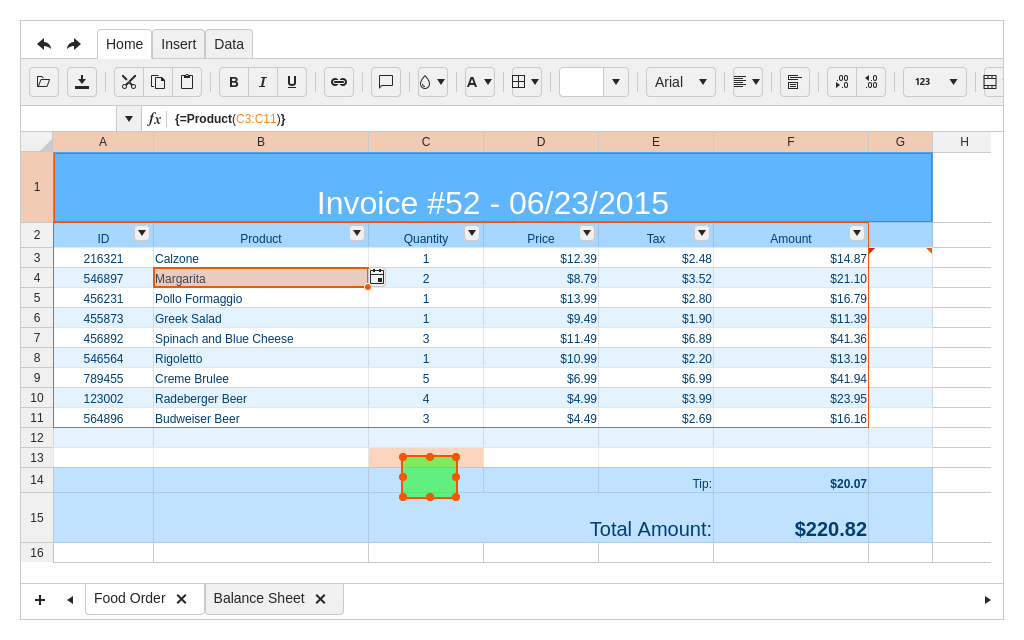 Home Insert Data
B I U A Arial .00 .0 .0 .00 123
fx {=Product(C3:C11)}
A B C D E F G H
1 Invoice #52 - 06/23/2015
2 ID Product Quantity Price Tax Amount
3 216321 Calzone 1 $12.39 $2.48 $14.87
4 546897 Margarita 2 $8.79 $3.52 $21.10
5 456231 Pollo Formaggio 1 $13.99 $2.80 $16.79
6 455873 Greek Salad 1 $9.49 $1.90 $11.39
7 456892 Spinach and Blue Cheese 3 $11.49 $6.89 $41.36
8 546564 Rigoletto 1 $10.99 $2.20 $13.19
9 789455 Creme Brulee 5 $6.99 $6.99 $41.94
10 123002 Radeberger Beer 4 $4.99 $3.99 $23.95
11 564896 Budweiser Beer 3 $4.49 $2.69 $16.16
12
13
14 Tip: $20.07
15 Total Amount: $220.82
16
Food Order Balance Sheet